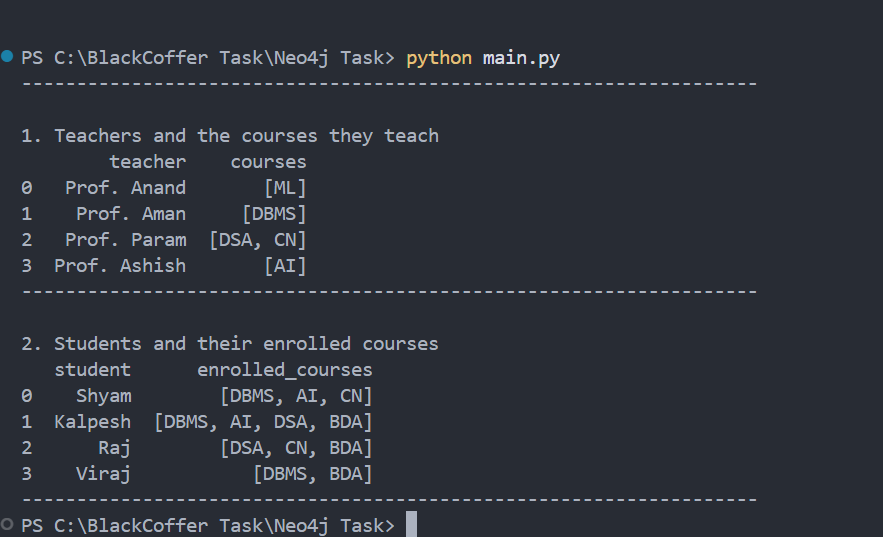 PS C:\BlackCoffer Task\Neo4j Task> python main.py
-------------------------------------------------------------------
1. Teachers and the courses they teach
        teacher    courses
0   Prof. Anand       [ML]
1    Prof. Aman     [DBMS]
2   Prof. Param  [DSA, CN]
3  Prof. Ashish       [AI]
-------------------------------------------------------------------
2. Students and their enrolled courses
   student      enrolled_courses
0    Shyam        [DBMS, AI, CN]
1  Kalpesh  [DBMS, AI, DSA, BDA]
2      Raj        [DSA, CN, BDA]
3    Viraj           [DBMS, BDA]
-------------------------------------------------------------------
PS C:\BlackCoffer Task\Neo4j Task>